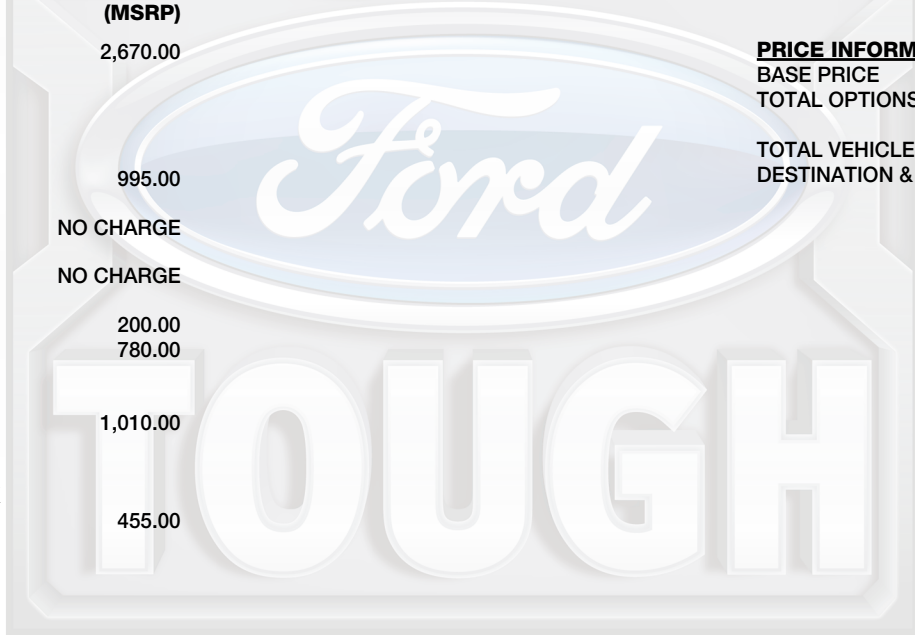 (MSRP)
2,670.00
995.00
NO CHARGE
NO CHARGE
200.00
780.00
1,010.00
455.00
PRICE INFORM
BASE PRICE
TOTAL OPTIONS
TOTAL VEHICLE
DESTINATION &
Ford
TOUGH